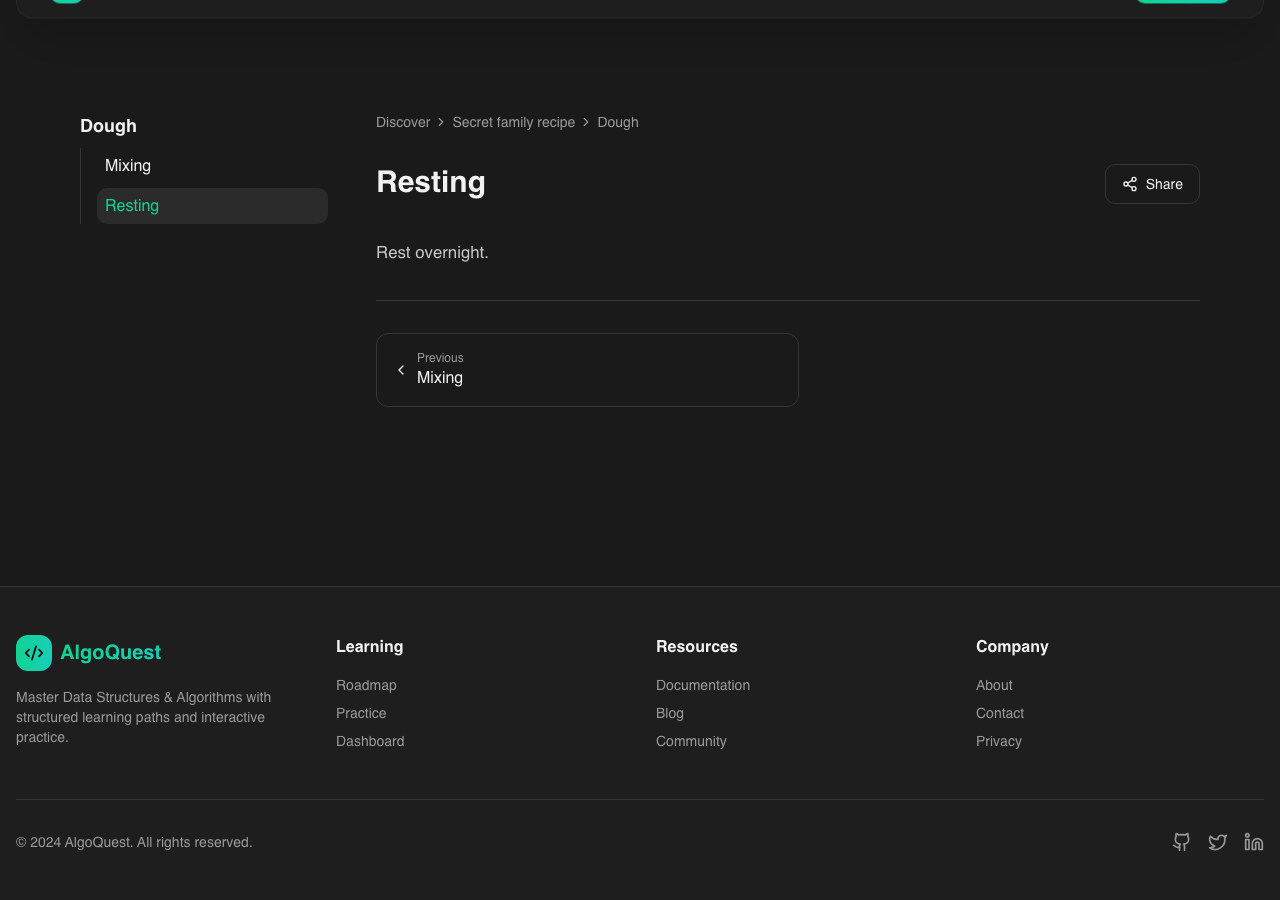 Dough
Mixing
Resting
Discover > Secret family recipe > Dough
Resting
Share
Rest overnight.
Previous
Mixing
AlgoQuest
Master Data Structures & Algorithms with
structured learning paths and interactive
practice.
Learning
Roadmap
Practice
Dashboard
Resources
Documentation
Blog
Community
Company
About
Contact
Privacy
© 2024 AlgoQuest. All rights reserved.